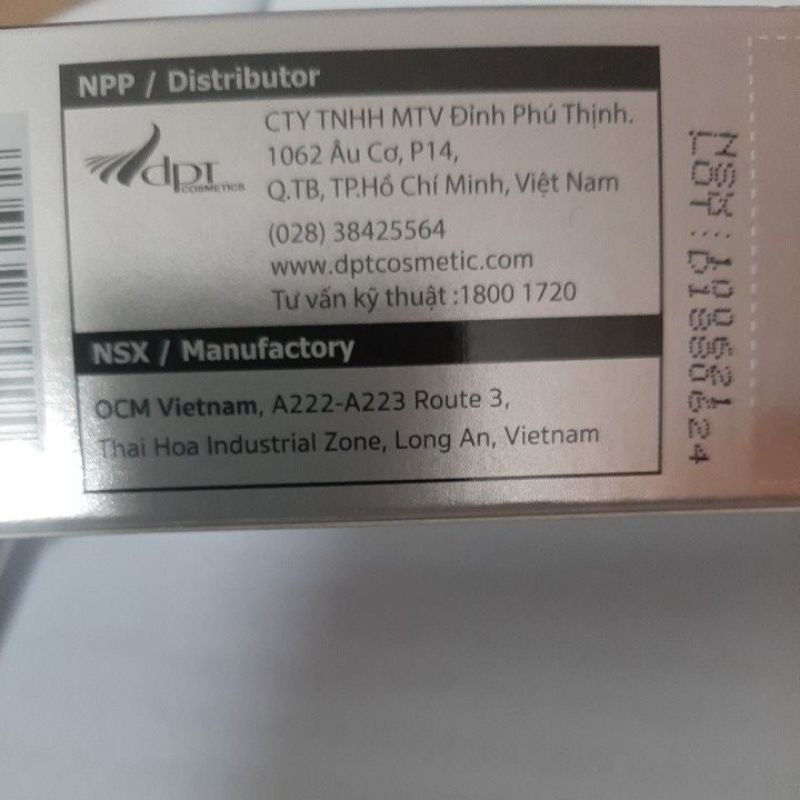 NPP / Distributor
dpt
COSMETICS
CTY TNHH MTV Đỉnh Phú Thịnh.
1062 Âu Cơ, P14,
Q.TB, TP.Hồ Chí Minh, Việt Nam
(028) 38425564
www.dptcosmetic.com
Tư vấn kỹ thuật :1800 1720
NSX / Manufactory
OCM Vietnam, A222-A223 Route 3,
Thai Hoa Industrial Zone, Long An, Vietnam
NSX : 100621
LOT : 01880624